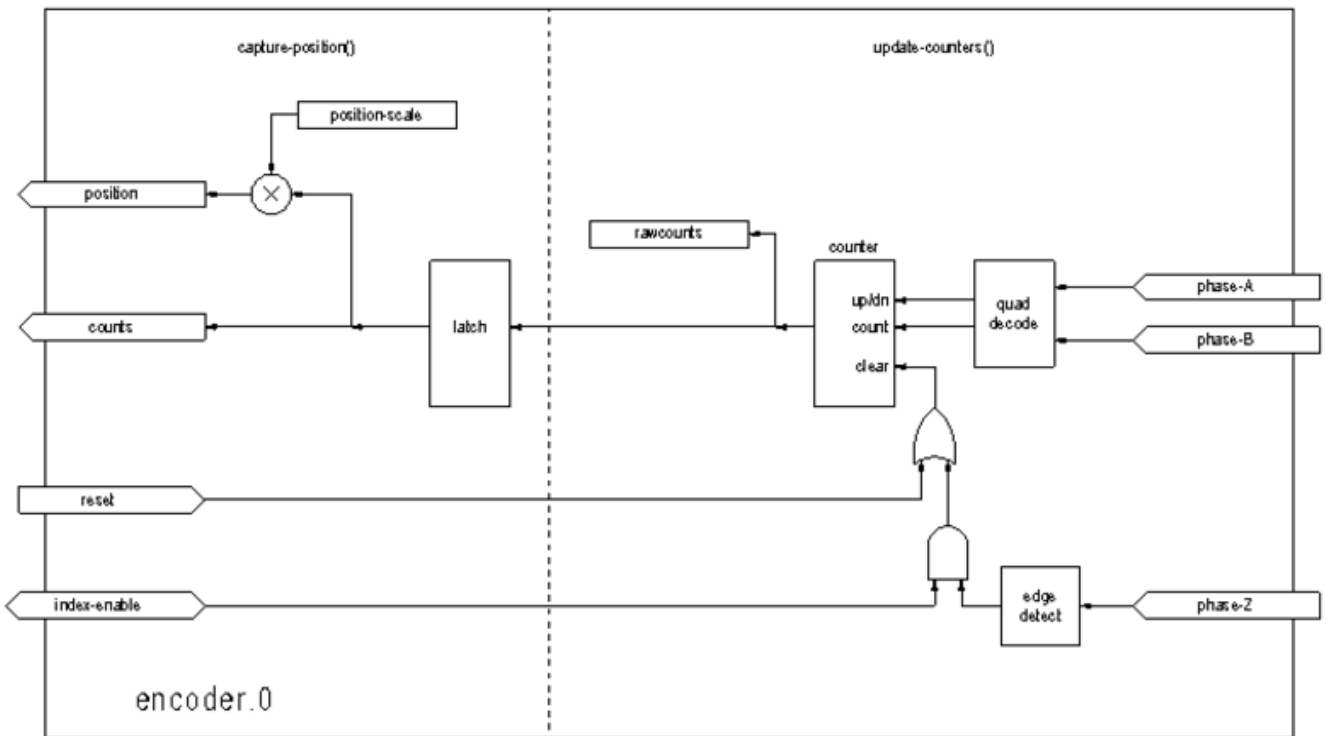 capture-position()
update-counters()
position-scale
position
rawcounts
counter
phase-A
up/dn
quad
decode
counts
latch
count
phase-B
clear
reset
index-enable
edge
detect
phase-Z
encoder.0